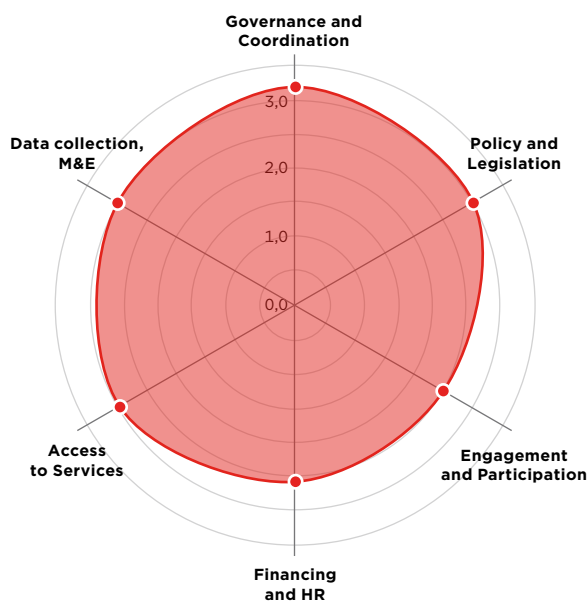 Governance and
Coordination
3,0
Data collection,
M&E
Policy and
Legislation
2,0
1,0
0,0
Access
to Services
Engagement
and Participation
Financing
and HR